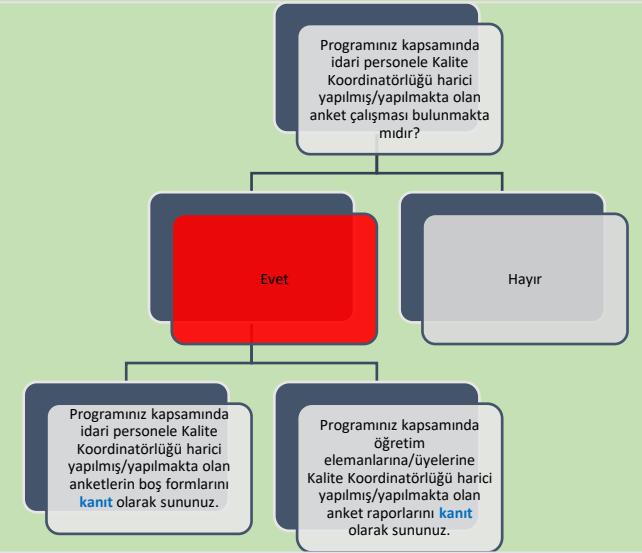 Programınız kapsamında
idari personele Kalite
Koordinatörlüğü harici
yapılmış/yapılmakta olan
anket çalışması bulunmakta
mıdır?
Evet
Hayır
Programınız kapsamında
idari personele Kalite
Koordinatörlüğü harici
yapılmış/yapılmakta olan
anketlerin boş formlarını
kanıt olarak sununuz.
Programınız kapsamında
öğretim
elemanlarına/üyelerine
Kalite Koordinatörlüğü harici
yapılmış/yapılmakta olan
anket raporlarını kanıt
olarak sununuz.